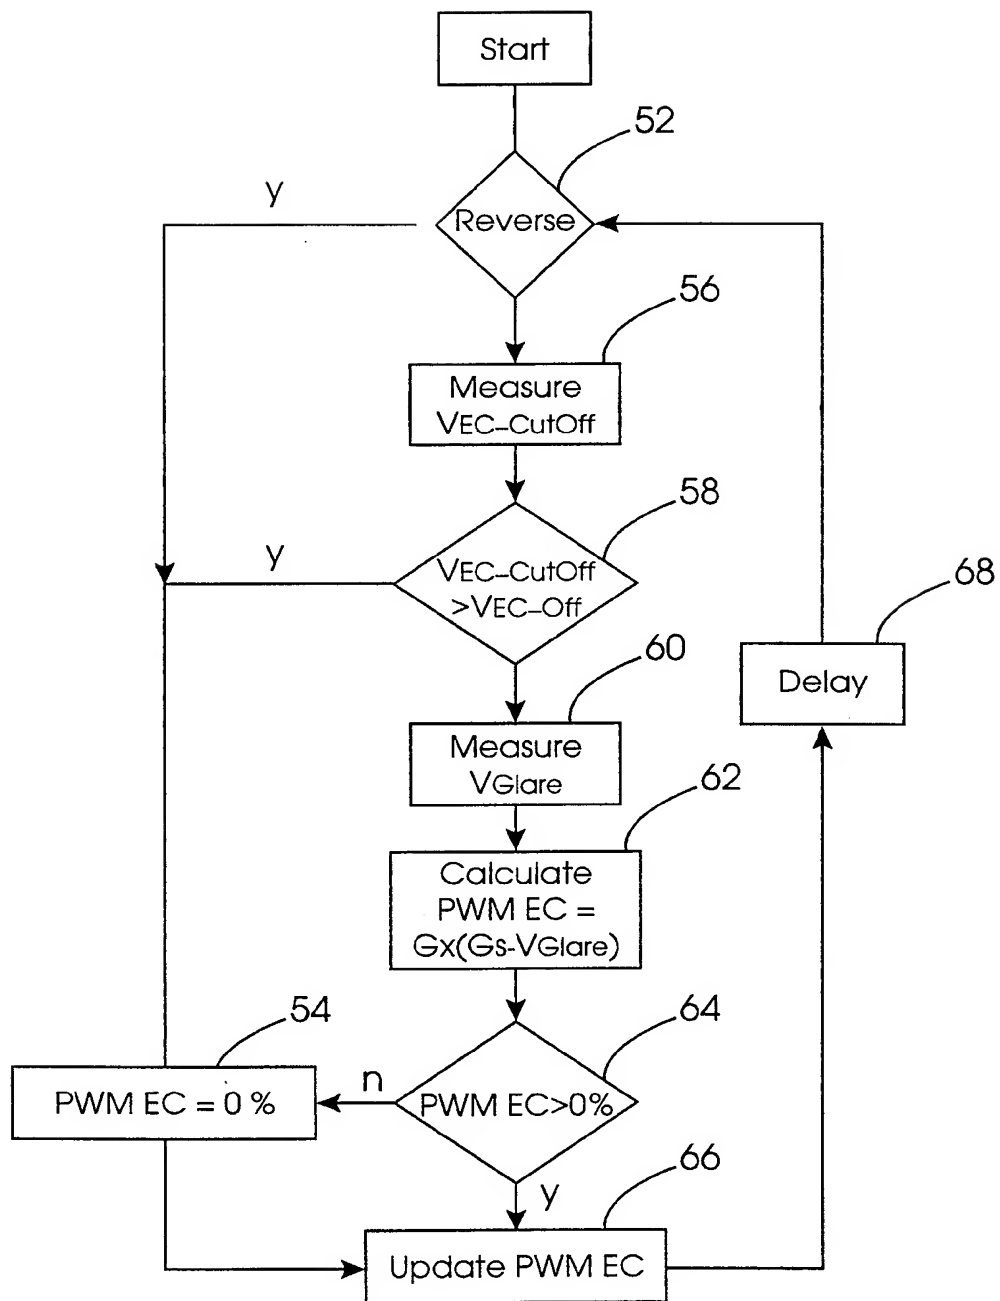 Start
52
y
Reverse
56
Measure
VEC-CutOff
58
y
VEC-CutOff
>VEC-Off
68
Delay
60
Measure
VGlare
62
Calculate
PWM EC =
Gx(Gs-VGlare)
54
64
PWM EC = 0 %
n
PWM EC>0%
66
y
Update PWM EC